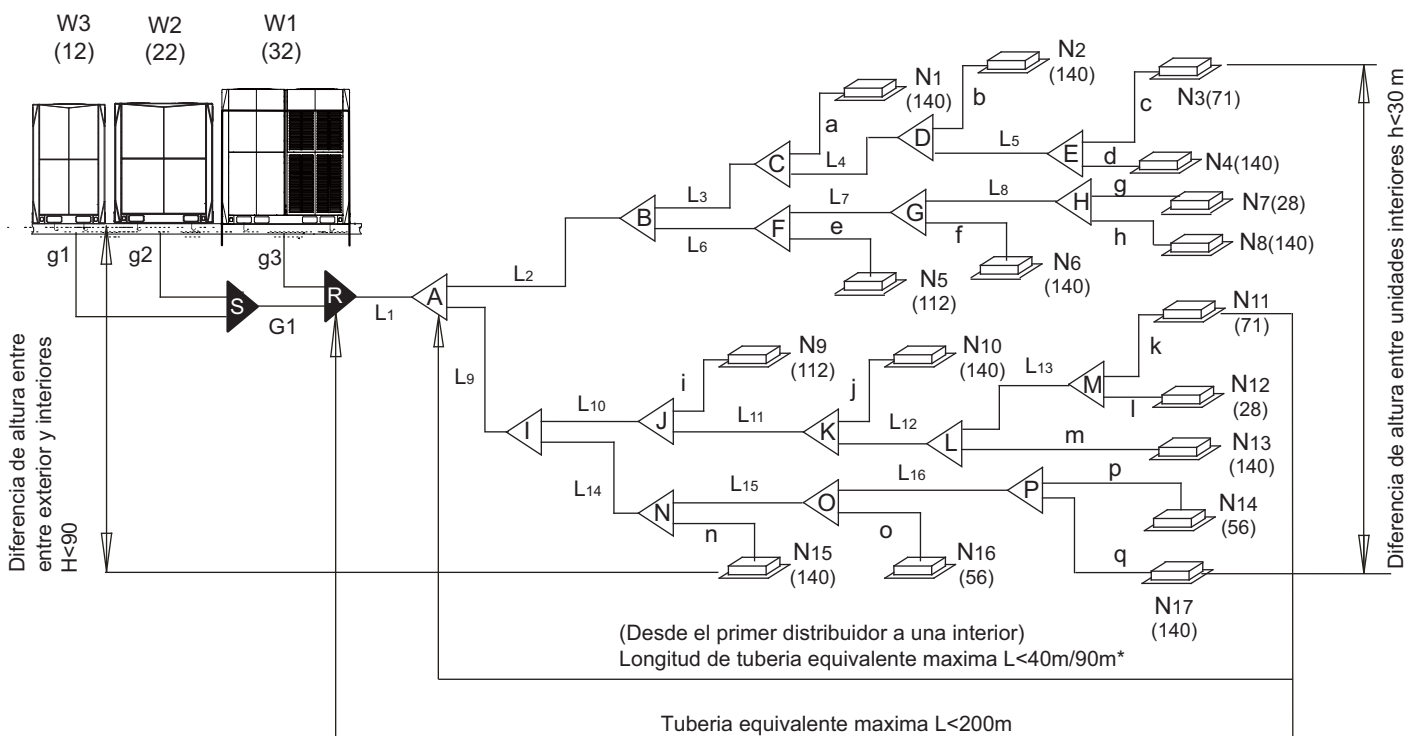 W3
(12)
W2
(22)
W1
(32)
g1
g2
g3
S
G1
R
L1
A
L2
B
L3
L6
C
a
N1
(140)
L4
D
b
N2
(140)
L5
E
c
N3(71)
d
N4(140)
F
L7
e
N5
(112)
G
L8
f
N6
(140)
H
g
N7(28)
h
N8(140)
L9
I
L10
J
i
N9
(112)
L11
K
j
N10
(140)
L12
L
L13
M
k
N11
(71)
l
N12
(28)
m
N13
(140)
L14
N
L15
n
N15
(140)
O
L16
o
N16
(56)
P
p
N14
(56)
q
N17
(140)
Diferencia de altura entre
entre exterior y interiores
H<90
Diferencia de altura entre unidades interiores h<30 m
(Desde el primer distribuidor a una interior)
Longitud de tuberia equivalente maxima L<40m/90m*
Tuberia equivalente maxima L<200m